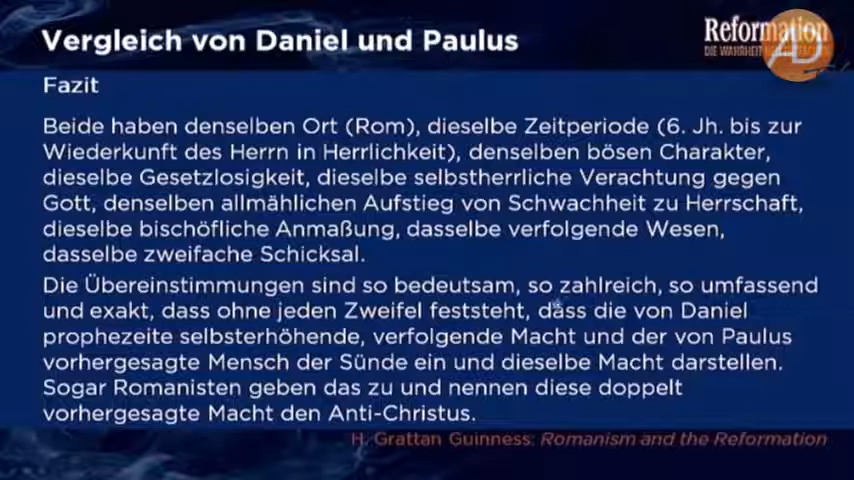 Vergleich von Daniel und Paulus
Reformation
DIE WAHRHEIT
AD
Fazit
Beide haben denselben Ort (Rom), dieselbe Zeitperiode (6. Jh. bis zur
Wiederkunft des Herrn in Herrlichkeit), denselben bösen Charakter,
dieselbe Gesetzlosigkeit, dieselbe selbstherrliche Verachtung gegen
Gott, denselben allmählichen Aufstieg von Schwachheit zu Herrschaft,
dieselbe bischöfliche Anmaßung, dasselbe verfolgende Wesen,
dasselbe zweifache Schicksal.
Die Übereinstimmungen sind so bedeutsam, so zahlreich, so umfassend
und exakt, dass ohne jeden Zweifel feststeht, dass die von Daniel
prophezeite selbsterhöhende, verfolgende Macht und der von Paulus
vorhergesagte Mensch der Sünde ein und dieselbe Macht darstellen.
Sogar Romanisten geben das zu und nennen diese doppelt
vorhergesagte Macht den Anti-Christus.
H. Grattan Guinness: Romanism and the Reformation